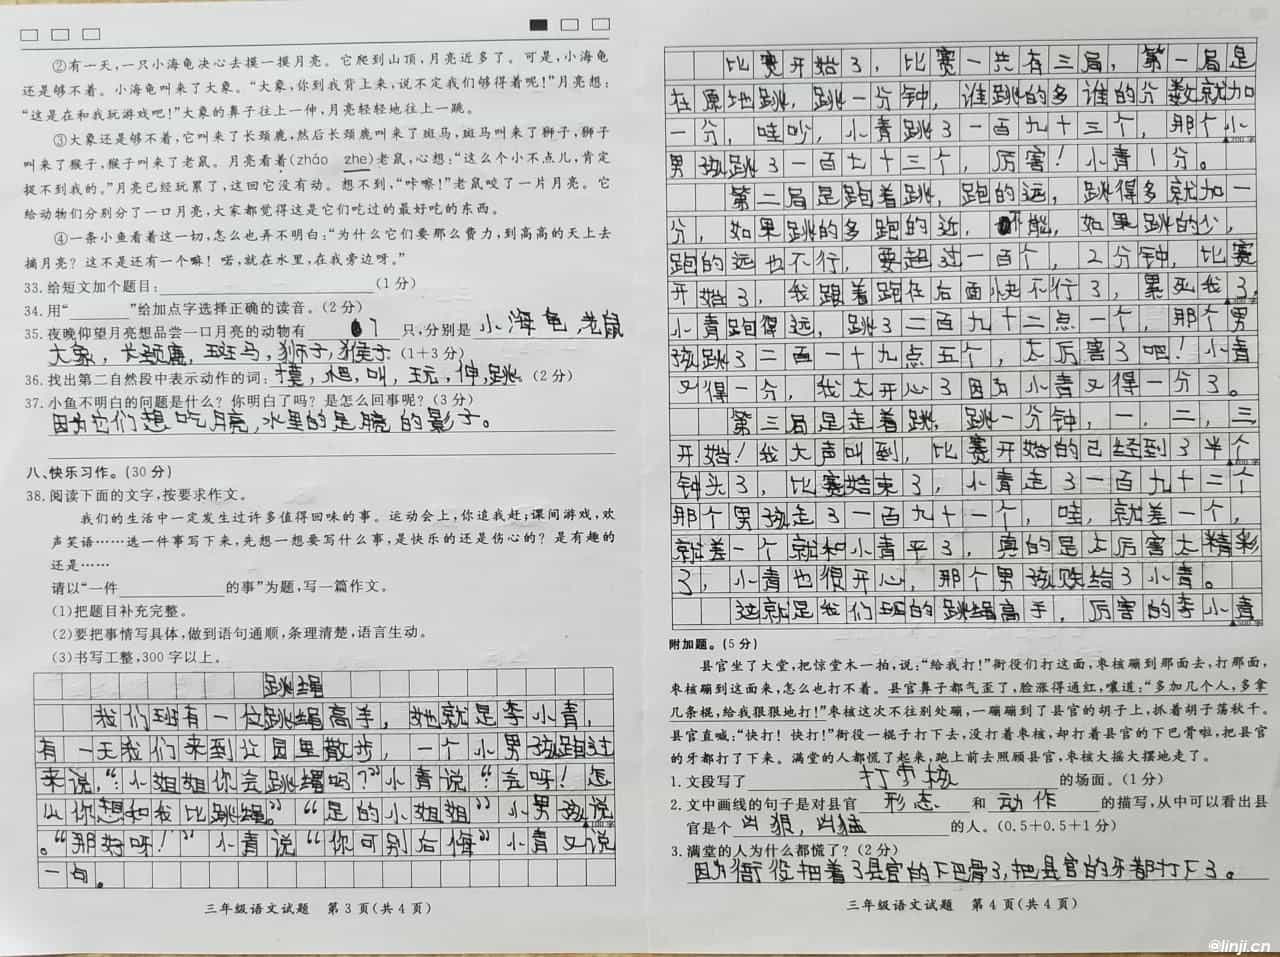 ②有一天,一只小海龟决心去摸一摸月亮。它爬到山顶,月亮近多了。可是,小海龟
还是够不着。小海龟叫来了大象。“大象,你到我背上来,说不定我们够得着呢!”月亮想:
“这是在和我玩游戏吧!”大象的鼻子往上一伸,月亮轻轻地往上一跳。
③大象还是够不着,它叫来了长颈鹿,然后长颈鹿叫来了斑马,斑马叫来了狮子,狮子
叫来了猴子,猴子叫来了老鼠。月亮看着(zháo zhe)老鼠,心想:“这么个小不点儿,肯定
捉不到我的。”月亮已经玩累了,这回它没有动。想不到,“咔嚓!”老鼠咬了一片月亮。它
给动物们分别分了一口月亮,大家都觉得这是它们吃过的最好吃的东西。
④一条小鱼看着这一切,怎么也弄不明白:“为什么它们要那么费力,到高高的天上去
摘月亮?这不是还有一个嘛!喏,就在水里,在我旁边呀。”
33.给短文加个题目:(1分)
34.用“ ”给加点字选择正确的读音。(2分)
35.夜晚仰望月亮想品尝一口月亮的动物有 7 只,分别是 小海龟 老鼠
大象,长颈鹿,斑马,狮子,猴子(1+3分)
36.找出第二自然段中表示动作的词:摸,爬,叫,玩,伸,跳(2分)
37.小鱼不明白的问题是什么?你明白了吗?是怎么回事呢?(3分)
因为它们想吃月亮,水里的是月亮的影子。
八、快乐习作。(30分)
38.阅读下面的文字,按要求作文。
我们的生活中一定发生过许多值得回味的事。运动会上,你追我赶;课间游戏,欢
声笑语……选一件事写下来,先想一想要写什么事,是快乐的还是伤心的?是有趣的
还是……
请以“一件 的事”为题,写一篇作文。
(1)把题目补充完整。
(2)要把事情写具体,做到语句通顺,条理清楚,语言生动。
(3)书写工整,300字以上。
跳绳
我们班有一位跳绳高手,她就是李小青,
有一天我们来到公园里散步,一个小男孩跑过
来说,“小姐姐你会跳绳吗?”小青说“会呀!怎
么你想和我比跳绳。”“是的小姐姐”小男孩说
。“那好呀!”小青说“你可别后悔”小青又说
▲100字
一句。
三年级语文试题 第3页(共4页)
比赛开始了,比赛一共有三局,第一局是
在原地跳,跳一分钟,谁跳的多谁的分数就加
一分,哇吵,小青跳了一百九十三个,那个小
▲200字
男孩跳了一百七十三个,厉害!小青1分。
第二局是跑着跳,跑的远,跳得多就加一
分,如果跳的多跑的近,不能,如果跳的少,
跑的远也不行,要超过一百个,2分钟,比赛
开始了,我跟着跑在后面快不行了,累死我了,
小青跑得远,跳了二百九十二点一个,那个男
孩跳了二百一十九点五个,太厉害了吧!小青
又得一分,我太开心了因为小青又得一分了。
第三局是走着跳,跳一分钟,一,二,三
开始!我大声叫到,比赛开始的已经到了半个
钟头了,比赛结束了,小青走了一百九十二个
那个男孩走了一百九十一个,哇,就差一个,
就差一个就和小青平了,真的是太厉害太精彩
了,小青也很开心,那个男孩败给了小青。
这就是我们班的跳绳高手,厉害的李小青
附加题。(5分)
县官坐了大堂,把惊堂木一拍,说:“给我打!”衙役们打这面,枣核蹦到那面去,打那面,
枣核蹦到这面来,怎么也打不着。县官鼻子都气歪了,脸涨得通红,嚷道:“多加几个人,多拿
几条棍,给我狠狠地打!”枣核这次不往别处蹦,一蹦蹦到了县官的胡子上,抓着胡子荡秋千。
县官直喊:“快打!快打!”衙役一棍子打下去,没打着枣核,却打着县官的下巴骨啦,把县官
的牙都打了下来。满堂的人都慌了起来,跑上前去照顾县官,枣核大摇大摆地走了。
1.文段写了 打枣核 的场面。(1分)
2.文中画线的句子是对县官 形态 和 动作 的描写,从中可以看出县
官是个 凶狠,凶猛 的人。(0.5+0.5+1分)
3.满堂的人为什么都慌了?(2分)
因为衙役把着了县官的下巴骨了,把县官的牙都打下了。
三年级语文试题 第4页(共4页)
@linji.cn